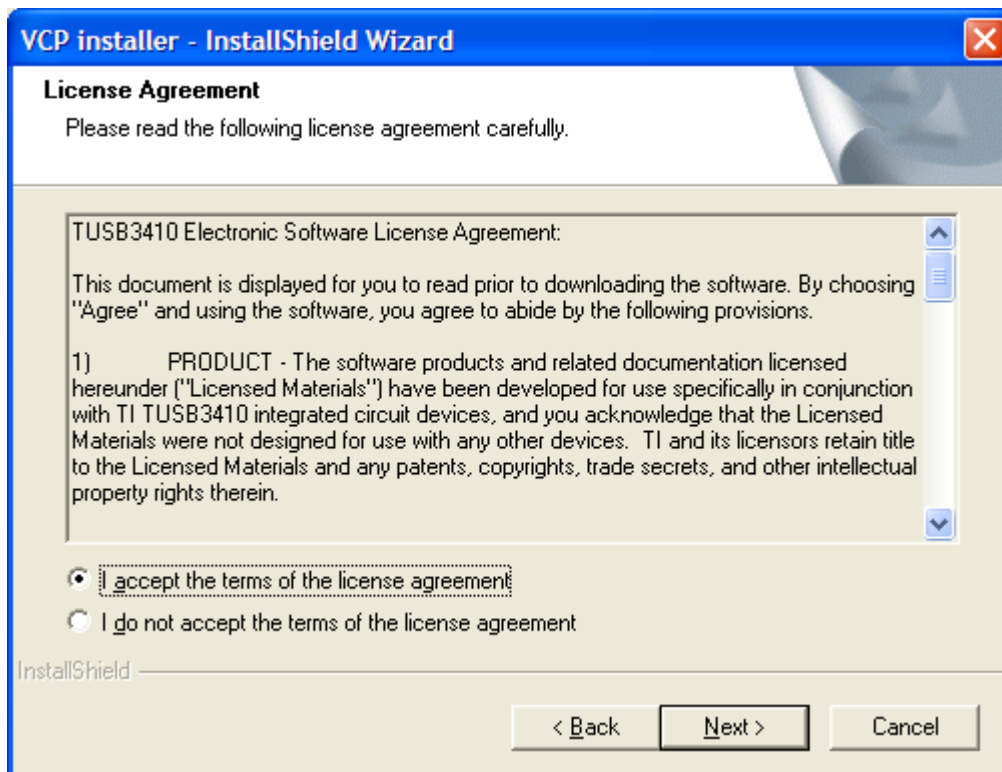 VCP installer - InstallShield Wizard
License Agreement
Please read the following license agreement carefully.
TUSB3410 Electronic Software License Agreement:
This document is displayed for you to read prior to downloading the software. By choosing
"Agree" and using the software, you agree to abide by the following provisions.
1) PRODUCT - The software products and related documentation licensed
hereunder ("Licensed Materials") have been developed for use specifically in conjunction
with TI TUSB3410 integrated circuit devices, and you acknowledge that the Licensed
Materials were not designed for use with any other devices.  TI and its licensors retain title
to the Licensed Materials and any patents, copyrights, trade secrets, and other intellectual
property rights therein.
I accept the terms of the license agreement
I do not accept the terms of the license agreement
InstallShield
< Back
Next >
Cancel